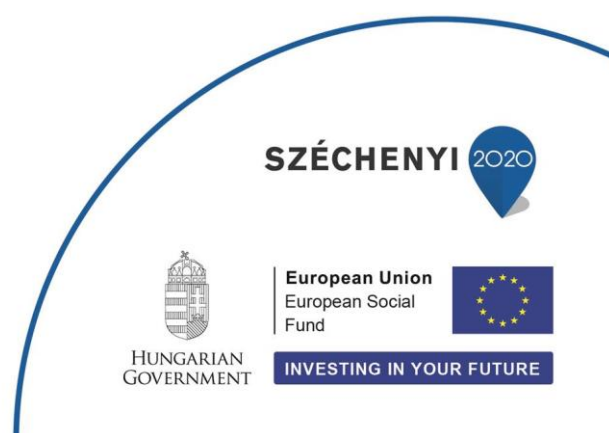 SZÉCHENYI 2020
European Union
European Social
Fund
HUNGARIAN
GOVERNMENT
INVESTING IN YOUR FUTURE